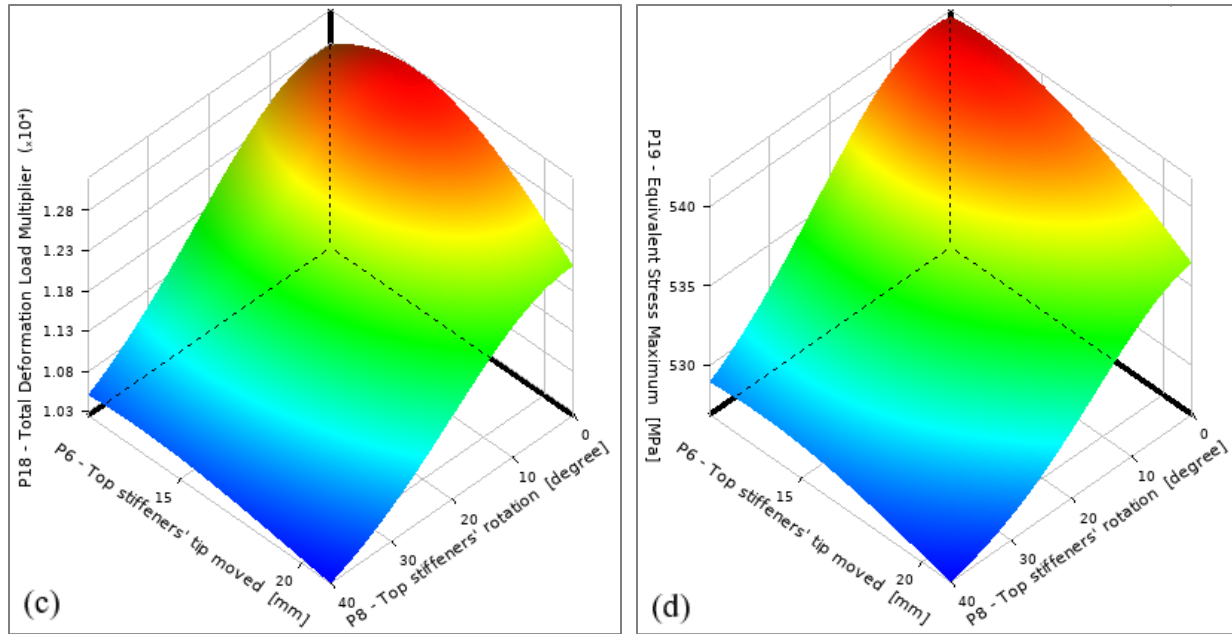 P18 - Total Deformation Load Multiplier (ₓ10⁴)
1.28
1.23
1.18
1.13
1.08
1.03
P6 - Top stiffeners' tip moved [mm]
15
20
P8 - Top stiffeners' rotation [degree]
0
10
20
30
40
(c)
P19 - Equivalent Stress Maximum [MPa]
540
535
530
P6 - Top stiffeners' tip moved [mm]
15
20
P8 - Top stiffeners' rotation [degree]
0
10
20
30
40
(d)